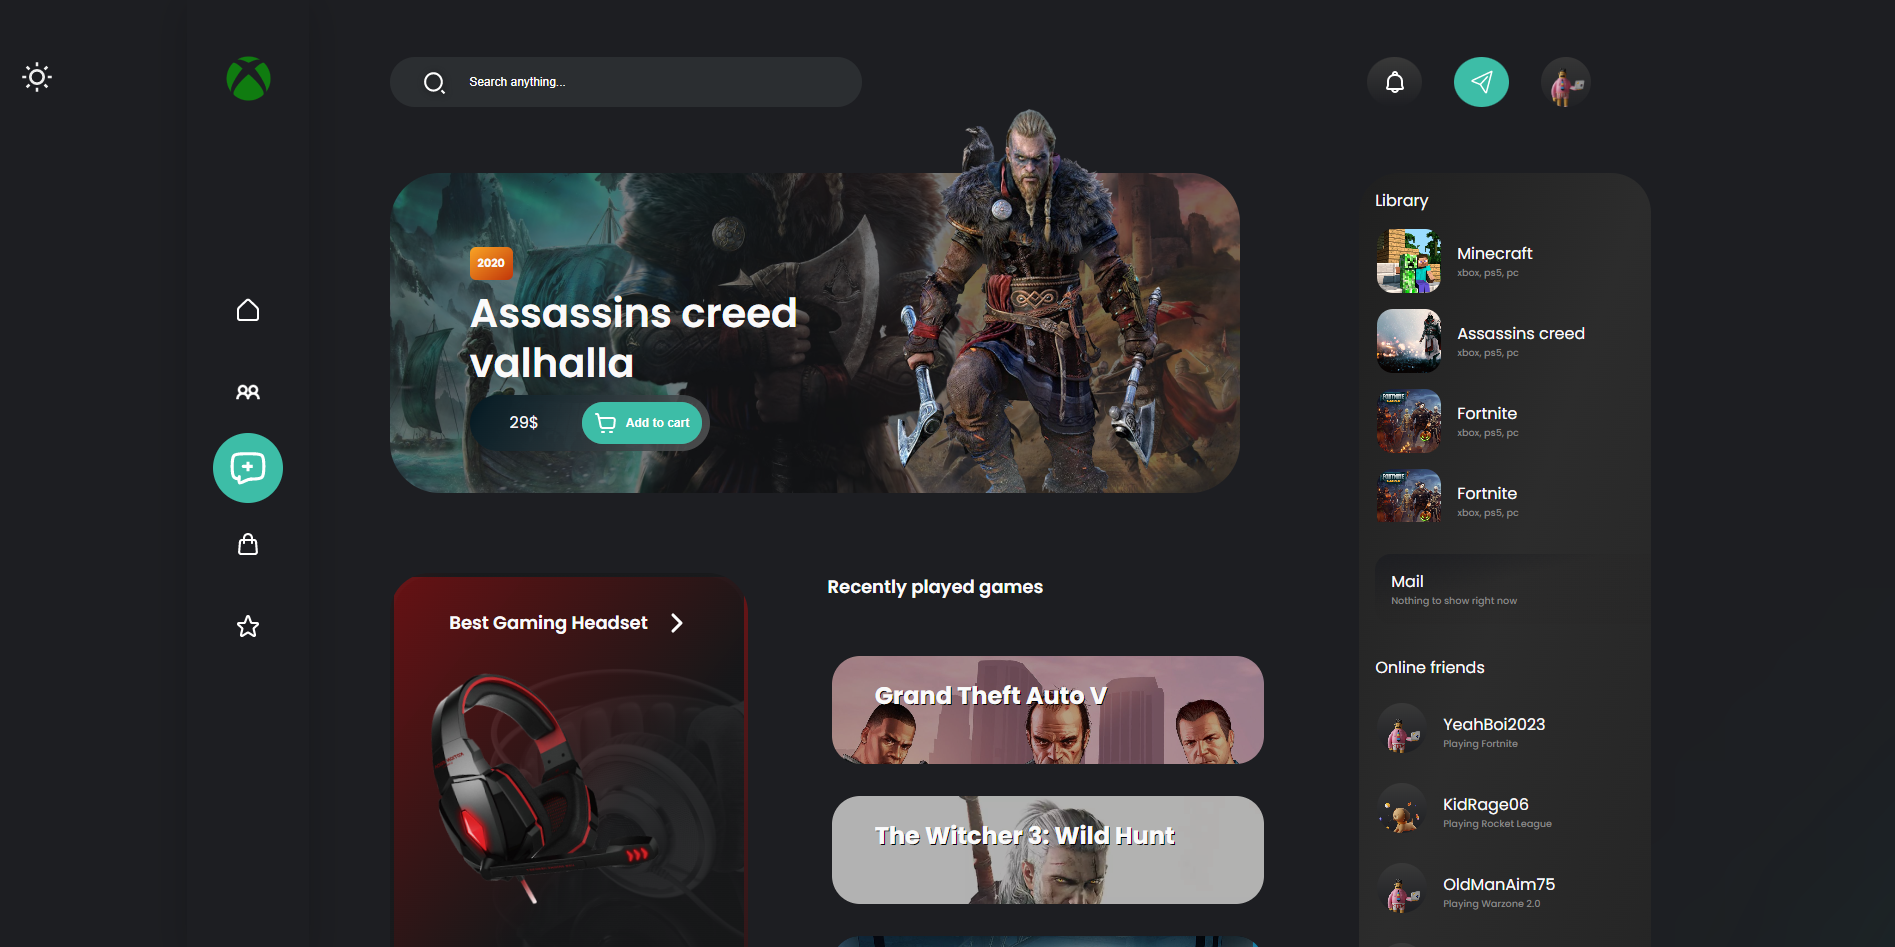 Search anything...
2020
Assassins creed
valhalla
29$
Add to cart
Best Gaming Headset
Recently played games
Grand Theft Auto V
The Witcher 3: Wild Hunt
Library
Minecraft
xbox, ps5, pc
Assassins creed
xbox, ps5, pc
FORTNITE
Fortnite
xbox, ps5, pc
FORTNITE
Fortnite
xbox, ps5, pc
Mail
Nothing to show right now
Online friends
YeahBoi2023
Playing Fortnite
KidRage06
Playing Rocket League
OldManAim75
Playing Warzone 2.0